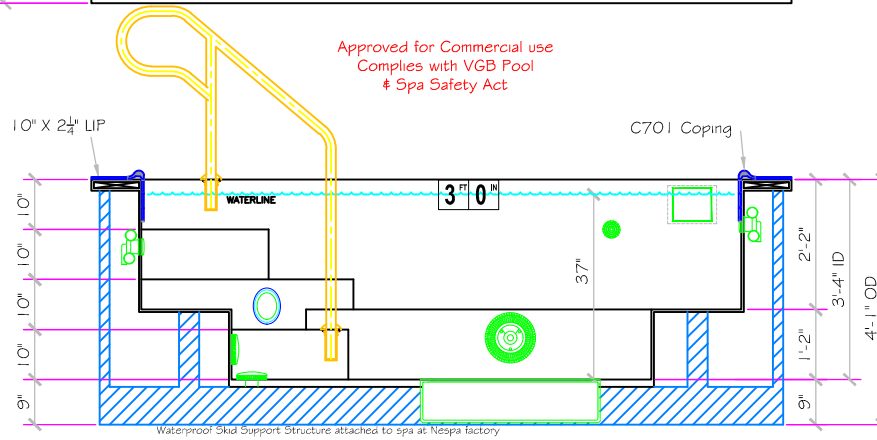 Approved for Commercial use
Complies with VGB Pool
& Spa Safety Act
10" X 2¼" LIP
C701 Coping
3 FT 0 IN
WATERLINE
10"
10"
10"
10"
9"
37"
2'-2"
1'-2"
9"
3'-4" ID
4'-1" OD
Waterproof Skid Support Structure attached to spa at Nespa factory